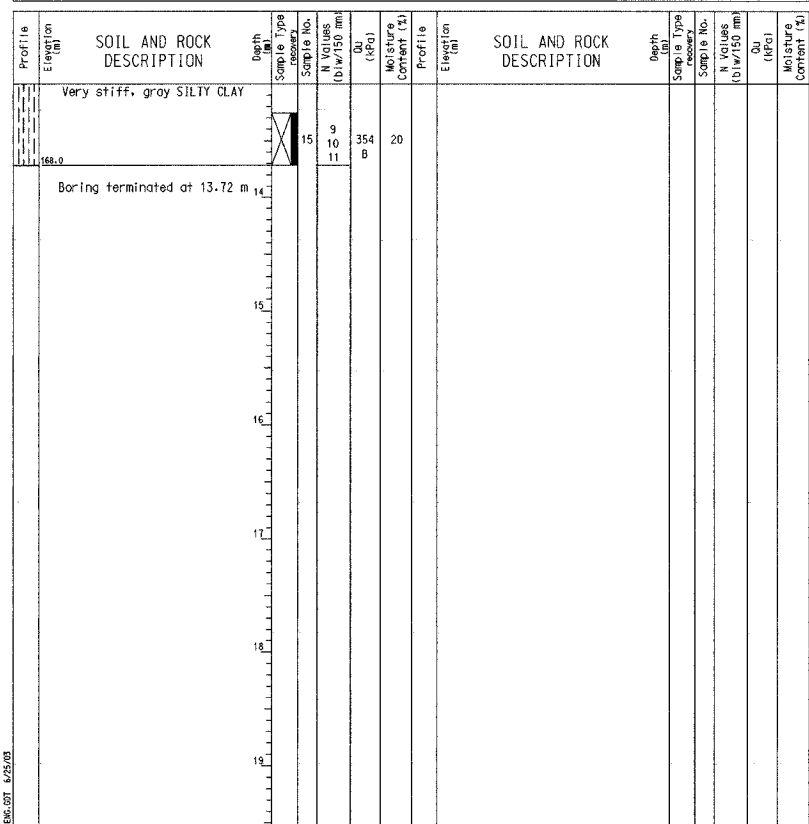 Profile
Elevation (m)
SOIL AND ROCK DESCRIPTION
Depth (m)
Sample Type recovery
Sample No.
N Values (blw/150 mm)
Qu (kPa)
Moisture Content (%)
Profile
Elevation (m)
SOIL AND ROCK DESCRIPTION
Depth (m)
Sample Type recovery
Sample No.
N Values (blw/150 mm)
Qu (kPa)
Moisture Content (%)
Very stiff, gray SILTY CLAY
15
9
10
11
354
B
20
168.0
Boring terminated at 13.72 m
14
15
16
17
18
19
ENG.GDT 6/25/03